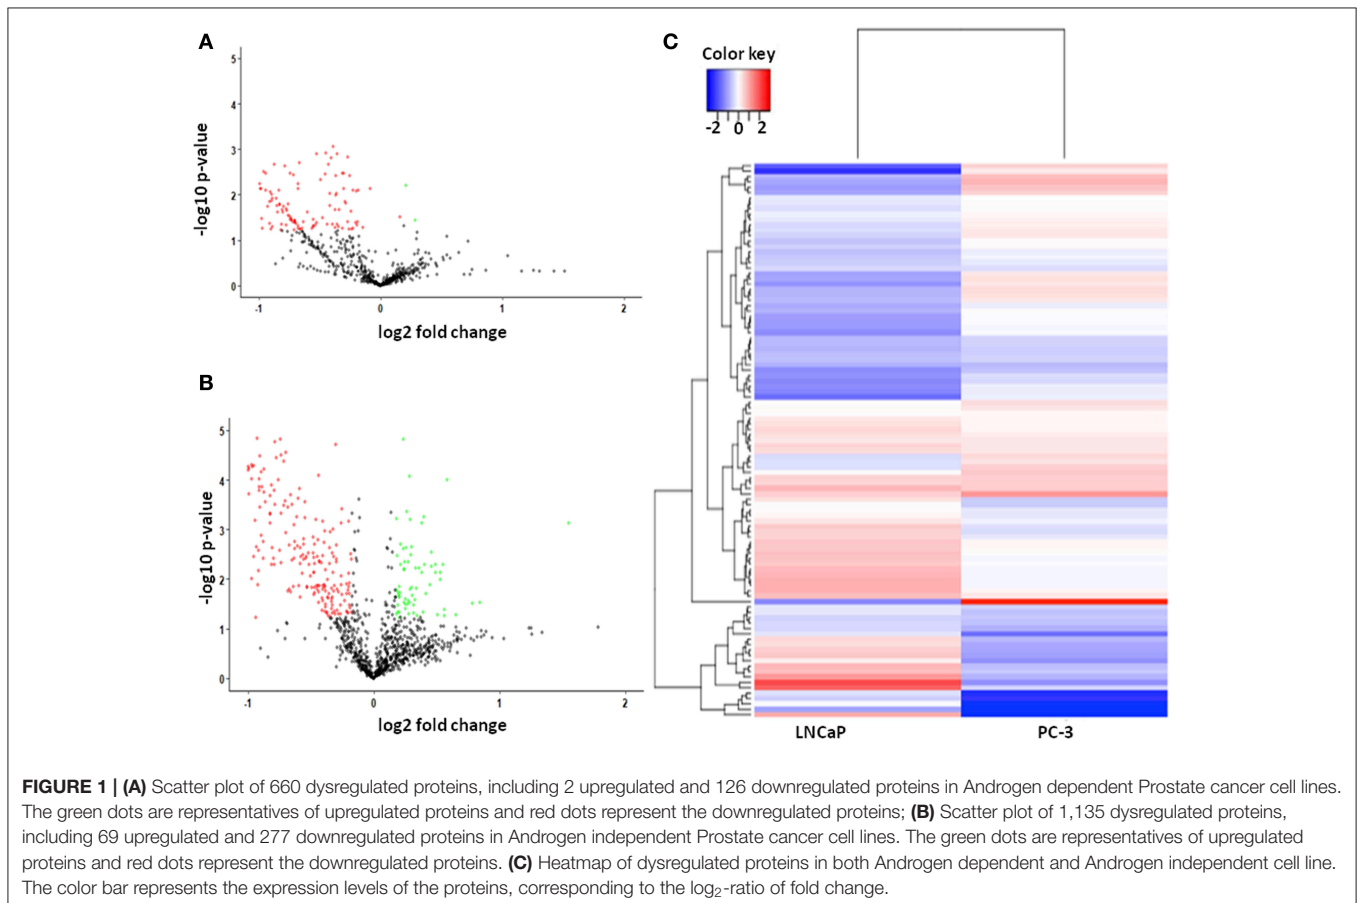 A
5
4
3
2
1
0
-log10 p-value
-1
0
1
2
log2 fold change
B
5
4
3
2
1
0
-log10 p-value
-1
0
1
2
log2 fold change
C
Color key
-2 0 2
LNCaP PC-3
FIGURE 1 | (A) Scatter plot of 660 dysregulated proteins, including 2 upregulated and 126 downregulated proteins in Androgen dependent Prostate cancer cell lines.
The green dots are representatives of upregulated proteins and red dots represent the downregulated proteins; (B) Scatter plot of 1,135 dysregulated proteins,
including 69 upregulated and 277 downregulated proteins in Androgen independent Prostate cancer cell lines. The green dots are representatives of upregulated
proteins and red dots represent the downregulated proteins. (C) Heatmap of dysregulated proteins in both Androgen dependent and Androgen independent cell line.
The color bar represents the expression levels of the proteins, corresponding to the log₂-ratio of fold change.